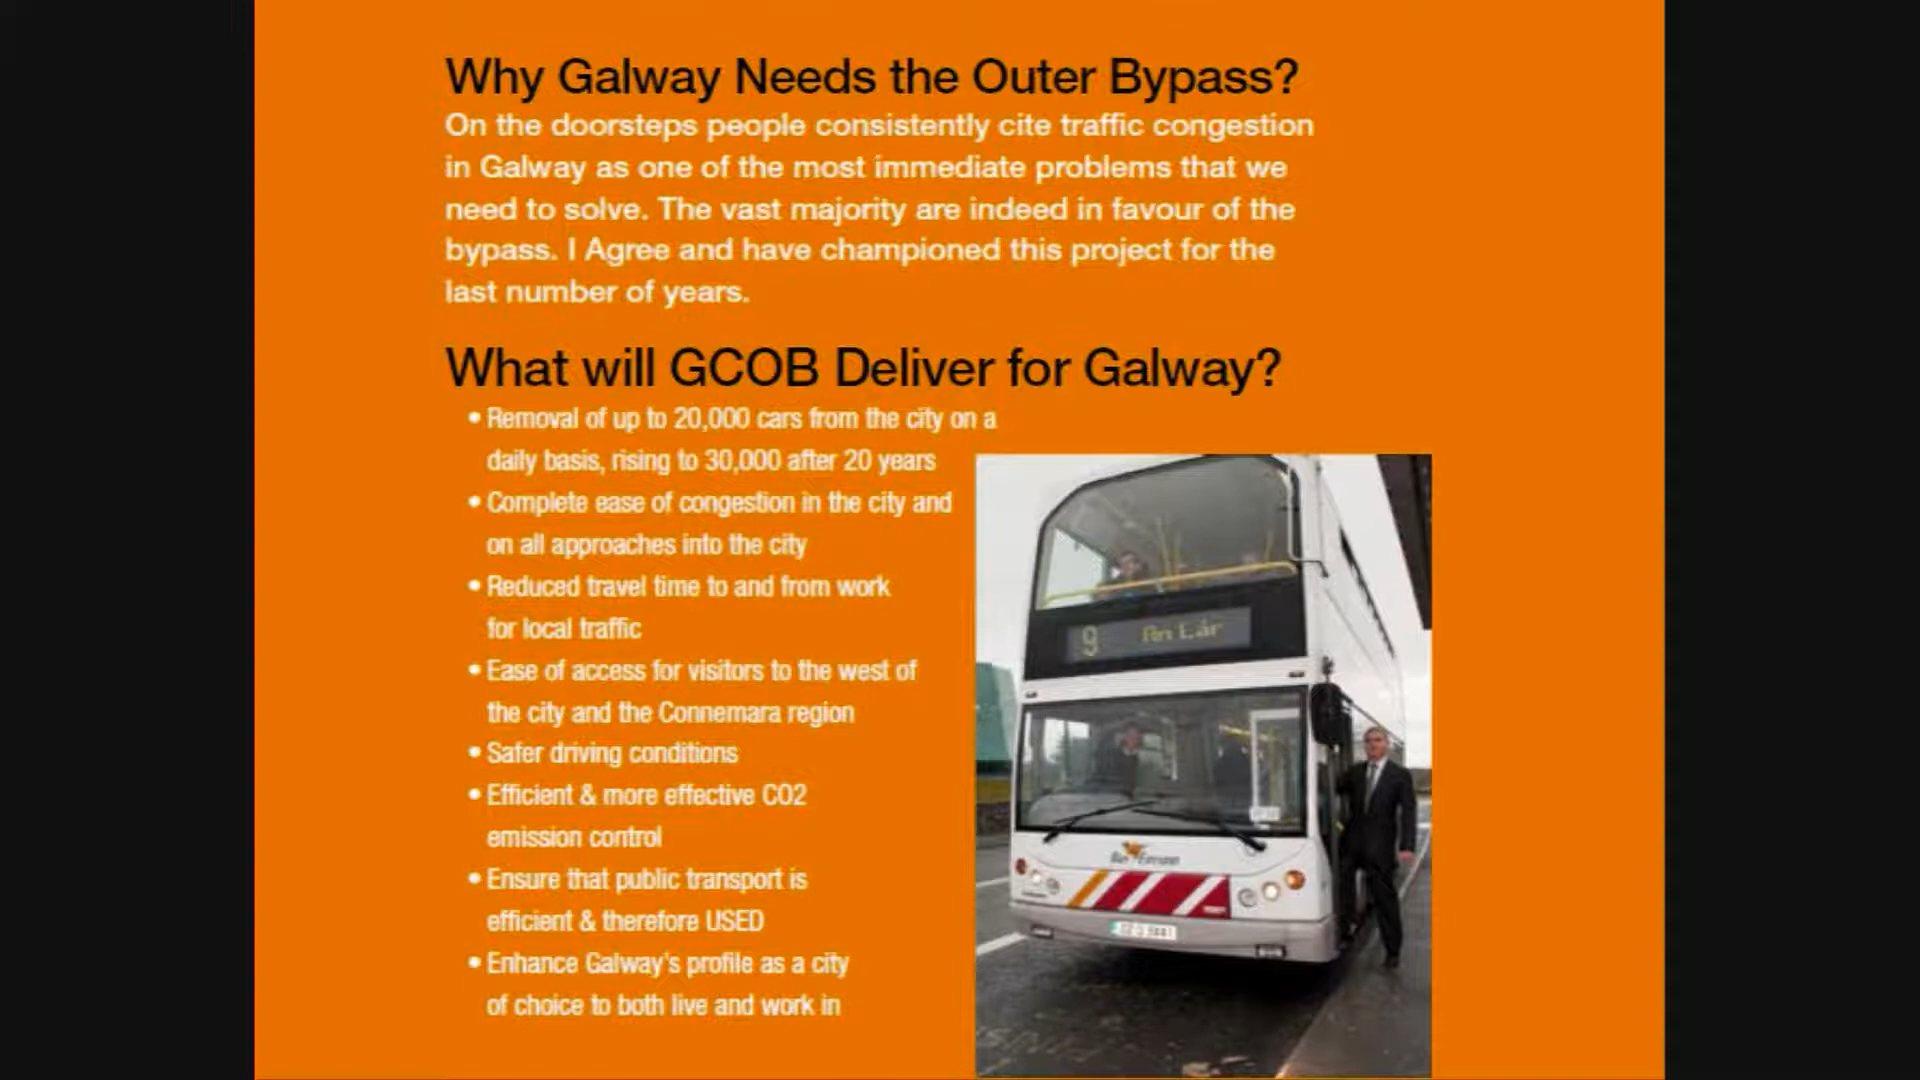 Why Galway Needs the Outer Bypass?
On the doorsteps people consistently cite traffic congestion
in Galway as one of the most immediate problems that we
need to solve. The vast majority are indeed in favour of the
bypass. I Agree and have championed this project for the
last number of years.
What will GCOB Deliver for Galway?
• Removal of up to 20,000 cars from the city on a
daily basis, rising to 30,000 after 20 years
• Complete ease of congestion in the city and
on all approaches into the city
• Reduced travel time to and from work
for local traffic
• Ease of access for visitors to the west of
the city and the Connemara region
• Safer driving conditions
• Efficient & more effective CO2
emission control
• Ensure that public transport is
efficient & therefore USED
• Enhance Galway's profile as a city
of choice to both live and work in
9 An Lár
Bus Éireann